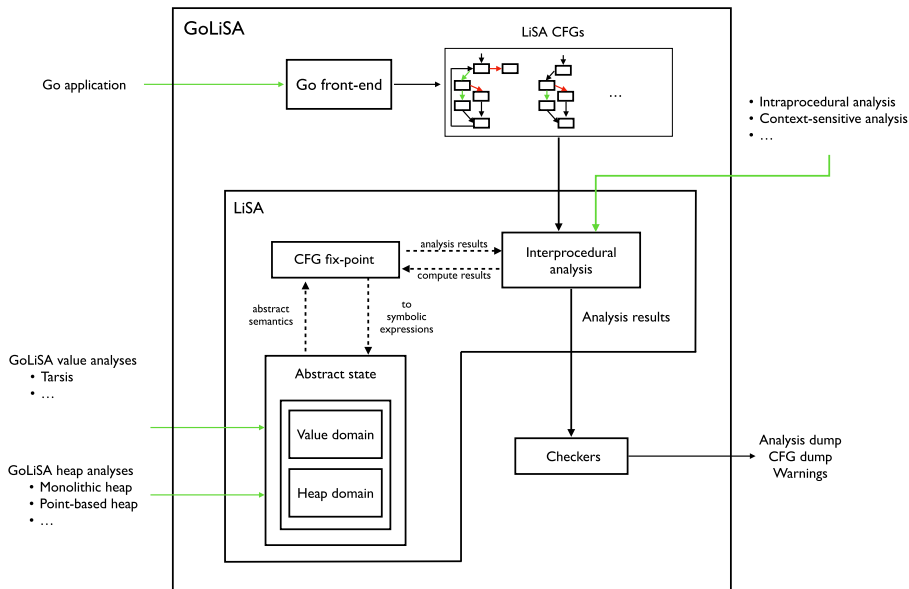 GoLiSA
LiSA CFGs
Go application
Go front-end
...
• Intraprocedural analysis
• Context-sensitive analysis
• ...
LiSA
CFG fix-point
analysis results
compute results
Interprocedural
analysis
abstract
semantics
to
symbolic
expressions
Analysis results
GoLiSA value analyses
• Tarsis
• ...
Abstract state
Value domain
Heap domain
GoLiSA heap analyses
• Monolithic heap
• Point-based heap
• ...
Checkers
Analysis dump
CFG dump
Warnings